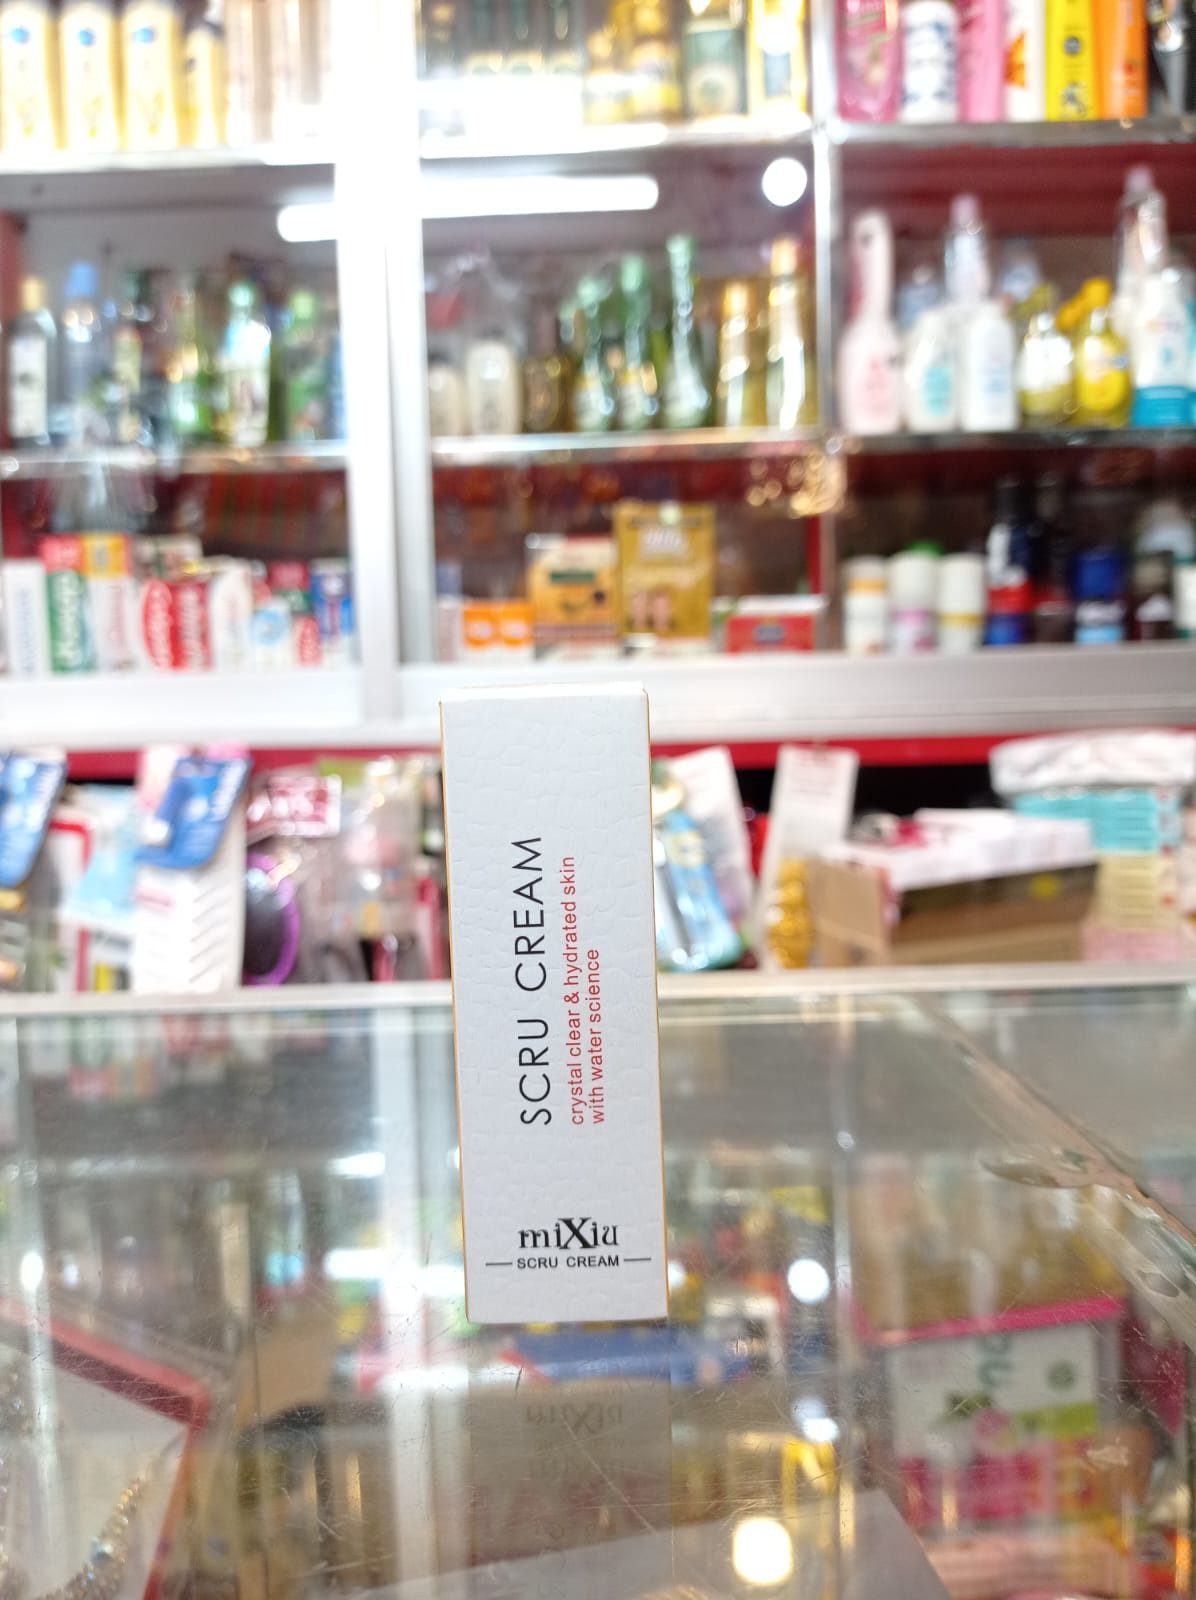 SCRU CREAM
crystal clear & hydrated skin
with water science
miXiu
SCRU CREAM